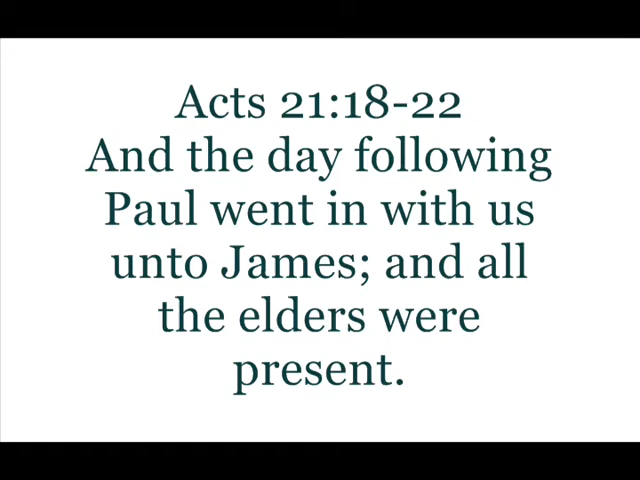 Acts 21:18-22
And the day following
Paul went in with us
unto James; and all
the elders were
present.